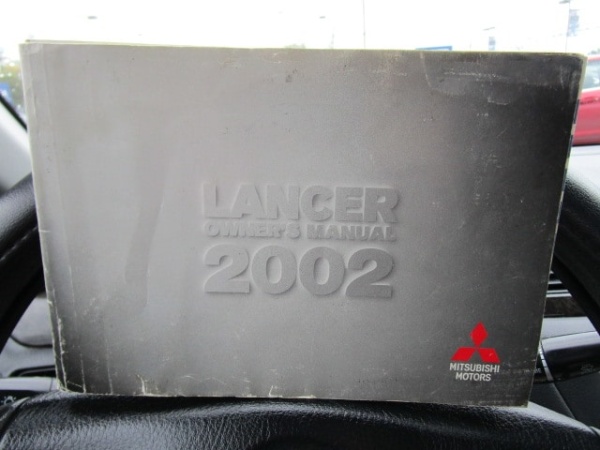 LANCER
OWNER'S MANUAL
2002
MITSUBISHI
MOTORS